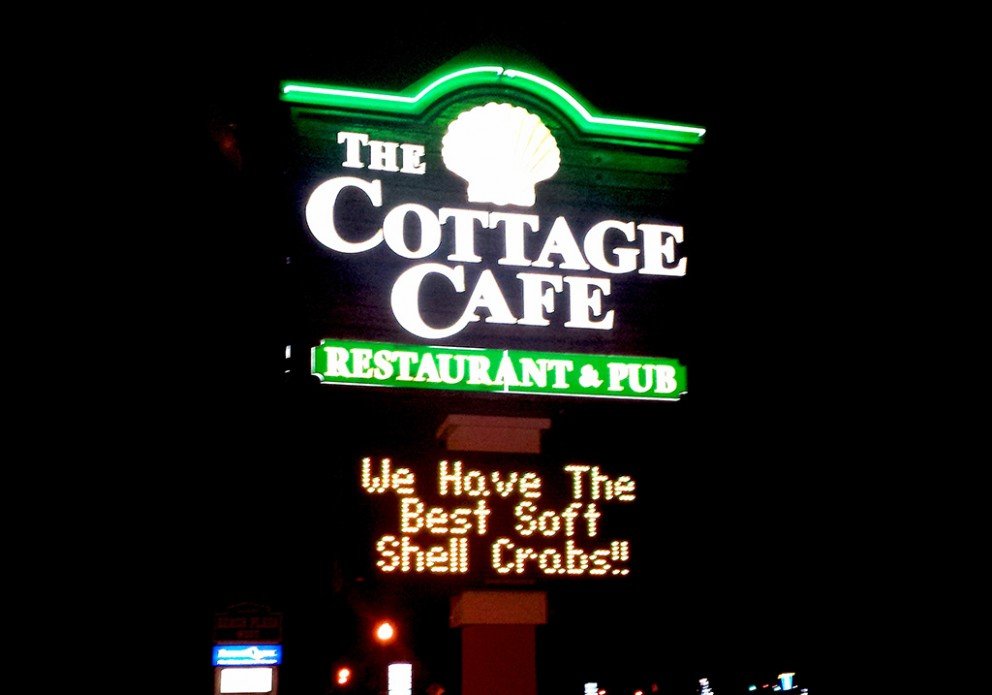 THE
COTTAGE
CAFE
RESTAURANT & PUB
We Have The
Best Soft
Shell Crabs!!